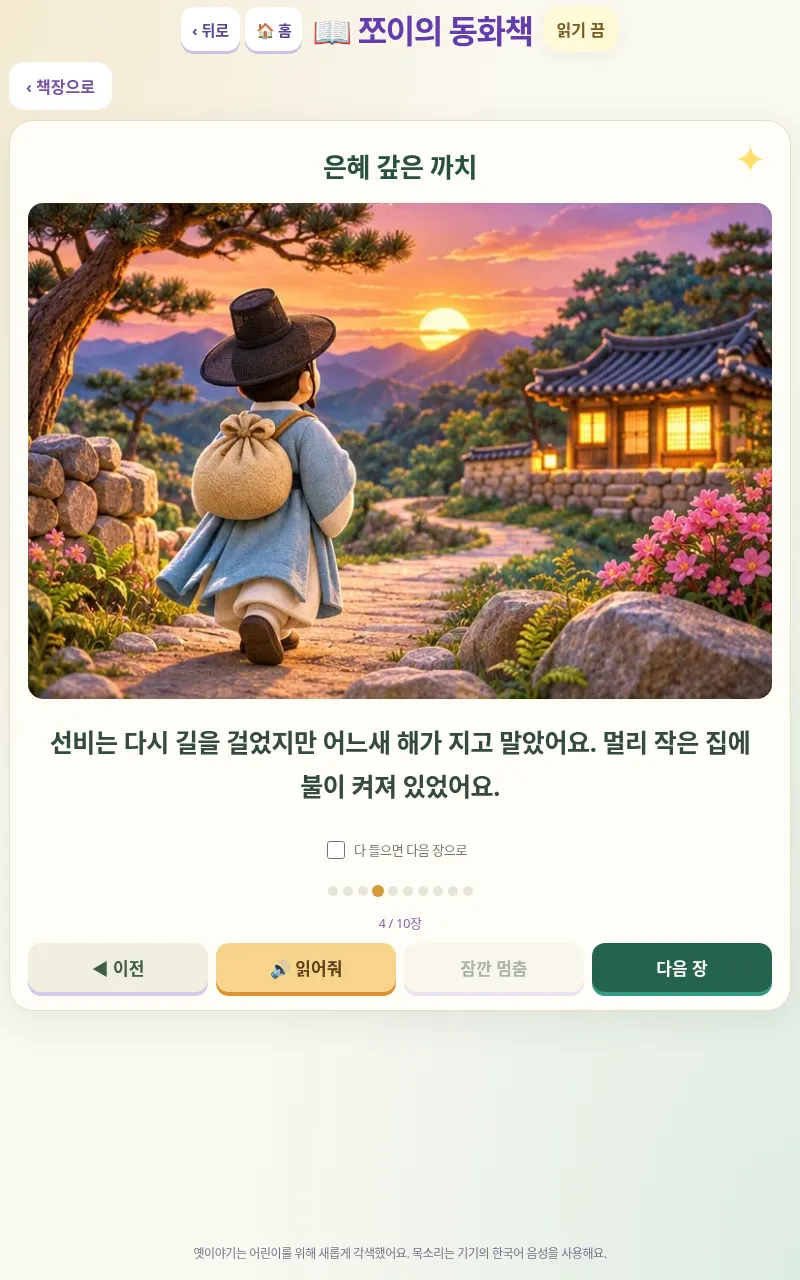 ‹ 뒤로 🏠 홈 📖 쪼이의 동화책 읽기 끔
‹ 책장으로
은혜 갚은 까치
선비는 다시 길을 걸었지만 어느새 해가 지고 말았어요. 멀리 작은 집에
불이 켜져 있었어요.
다 들으면 다음 장으로
4 / 10장
◀ 이전 🔊 읽어줘 잠깐 멈춤 다음 장
옛이야기는 어린이를 위해 새롭게 각색했어요. 목소리는 기기의 한국어 음성을 사용해요.